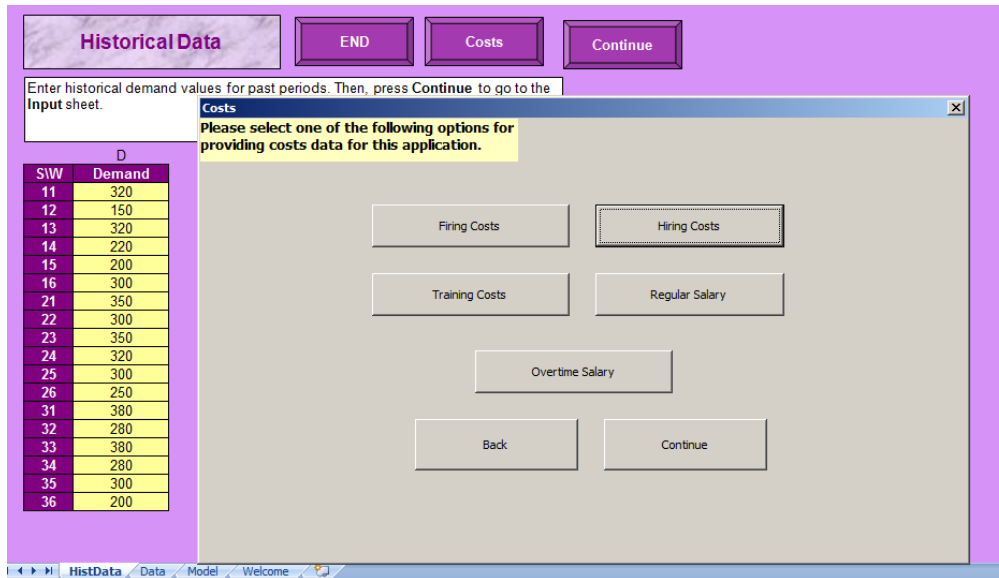 Historical Data
END
Costs
Continue
Enter historical demand values for past periods. Then, press Continue to go to the
Input sheet.
Costs
Please select one of the following options for
providing costs data for this application.
Firing Costs
Hiring Costs
Training Costs
Regular Salary
Overtime Salary
Back
Continue
D
S\W Demand
11 320
12 150
13 320
14 220
15 200
16 300
21 350
22 300
23 350
24 320
25 300
26 250
31 380
32 280
33 380
34 280
35 300
36 200
HistData Data Model Welcome